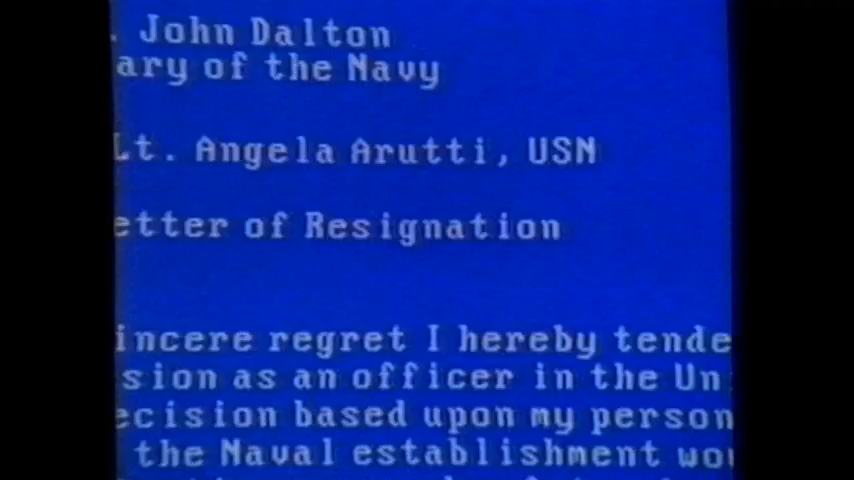 . John Dalton
ary of the Navy
Lt. Angela Arutti, USN
etter of Resignation
incere regret I hereby tende
sion as an officer in the Un
ecision based upon my person
the Naval establishment wo